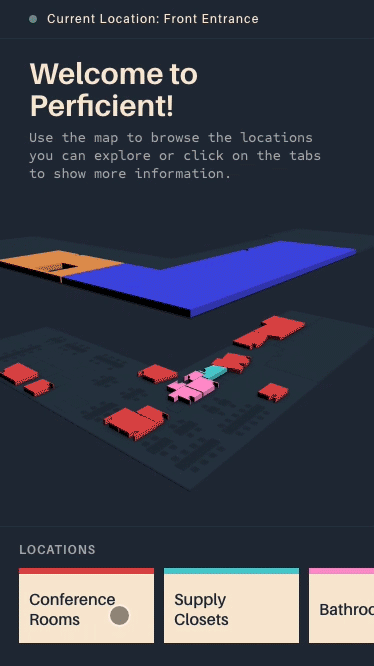 Current Location: Front Entrance
Welcome to
Perficient!
Use the map to browse the locations
you can explore or click on the tabs
to show more information.
LOCATIONS
Conference
Rooms
Supply
Closets
Bathroo